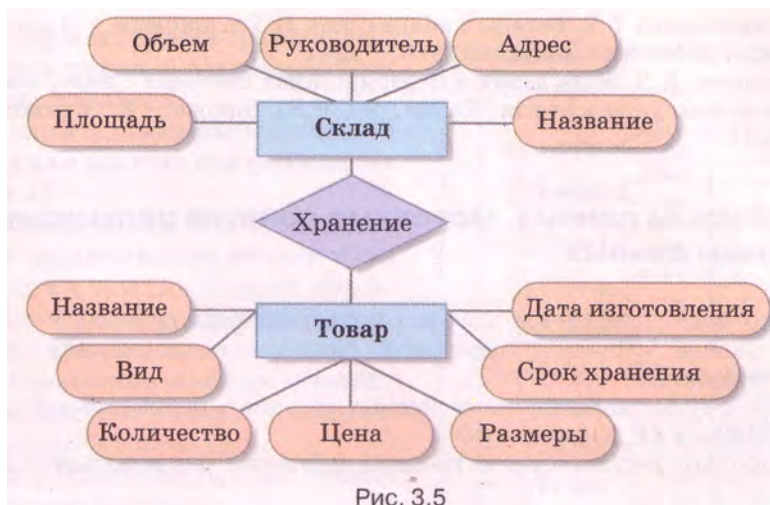 Объем Руководитель Адрес
Площадь Склад Название
Хранение
Название Дата изготовления
Товар
Вид Срок хранения
Количество Цена Размеры
Рис. 3.5